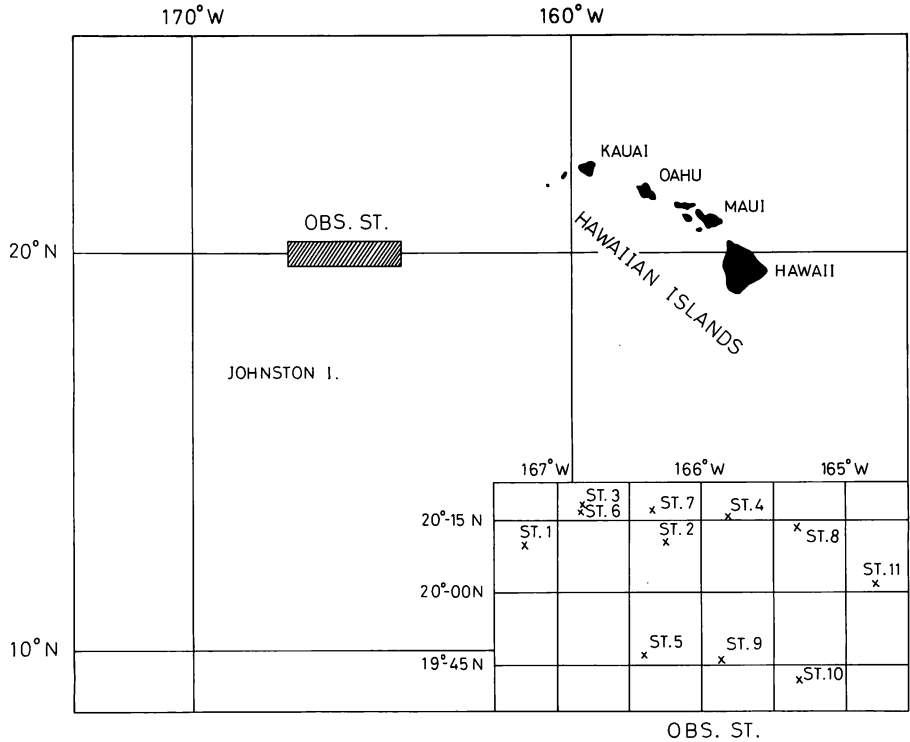 170°W
160°W
KAUAI
OAHU
MAUI
OBS. ST.
20°N
HAWAII
HAWAIIAN ISLANDS
JOHNSTON I.
167°W
166°W
165°W
ST.3
ST.7
ST.4
ST.6
20°-15 N
ST.1
ST.2
ST.8
ST.11
20°-00N
10°N
ST.5
ST.9
19°-45 N
ST.10
OBS. ST.